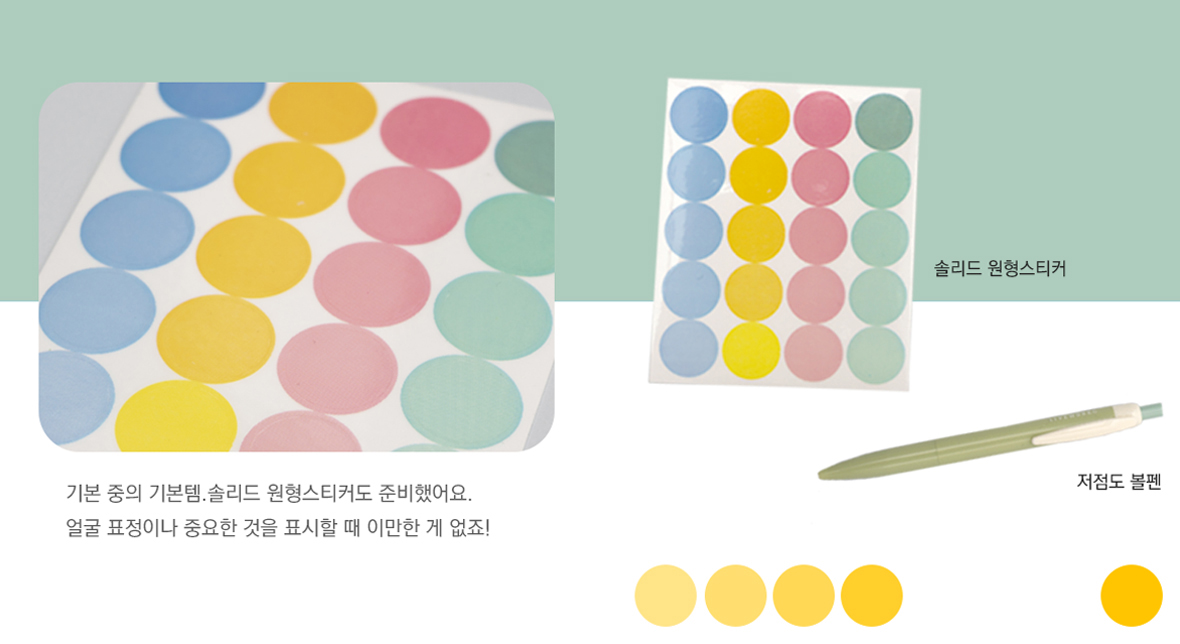 솔리드 원형스티커
저점도 볼펜
기본 중의 기본템.솔리드 원형스티커도 준비했어요.
얼굴 표정이나 중요한 것을 표시할 때 이만한 게 없죠!